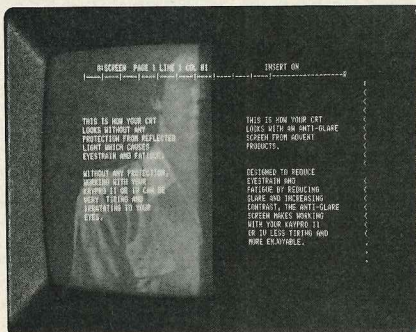 A:SCREEN PAGE 1 LINE 1 COL 01 INSERT ON
THIS IS HOW YOUR CRT
LOOKS WITHOUT ANY
PROTECTION FROM REFLECTED
LIGHT WHICH CAUSES
EYESTRAIN AND FATIGUE.
WITHOUT ANY PROTECTION,
WORKING WITH YOUR
KAYPRO II OR IV CAN BE
VERY TIRING AND
IRRITATING TO YOUR
EYES.
THIS IS HOW YOUR CRT
LOOKS WITH AN ANTI-GLARE
SCREEN FROM ADVENT
PRODUCTS.
DESIGNED TO REDUCE
EYESTRAIN AND
FATIGUE BY REDUCING
GLARE AND INCREASING
CONTRAST, THE ANTI-GLARE
SCREEN MAKES WORKING
WITH YOUR KAYPRO II
OR IV LESS TIRING AND
MORE ENJOYABLE.